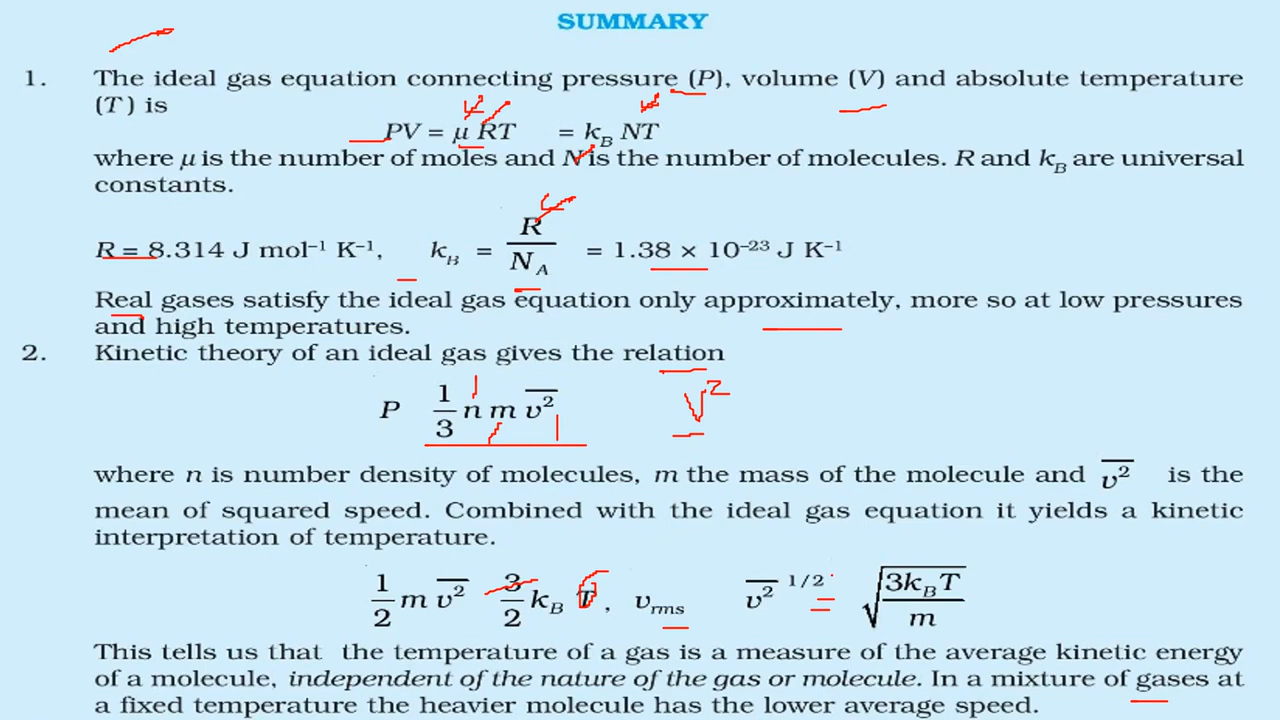 SUMMARY
1. The ideal gas equation connecting pressure (P), volume (V) and absolute temperature
(T) is
PV = μ RT = k_B NT
where μ is the number of moles and N is the number of molecules. R and k_B are universal
constants.
R = 8.314 J mol⁻¹ K⁻¹, k_B = R/N_A = 1.38 × 10⁻²³ J K⁻¹
Real gases satisfy the ideal gas equation only approximately, more so at low pressures
and high temperatures.
2. Kinetic theory of an ideal gas gives the relation
P 1/3 n m v̅² V²
where n is number density of molecules, m the mass of the molecule and v̅² is the
mean of squared speed. Combined with the ideal gas equation it yields a kinetic
interpretation of temperature.
1/2 m v̅² 3/2 k_B T, v_rms v̅² ^1/2 = √(3k_B T/m)
This tells us that the temperature of a gas is a measure of the average kinetic energy
of a molecule, independent of the nature of the gas or molecule. In a mixture of gases at
a fixed temperature the heavier molecule has the lower average speed.